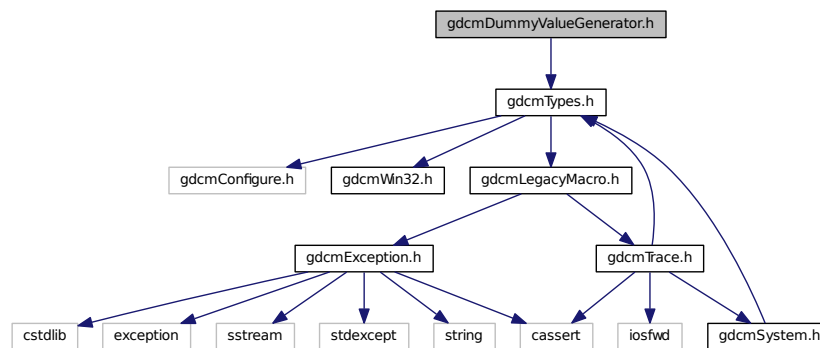 gdcmDummyValueGenerator.h
gdcmTypes.h
gdcmConfigure.h
gdcmWin32.h
gdcmLegacyMacro.h
gdcmException.h
gdcmTrace.h
cstdlib
exception
sstream
stdexcept
string
cassert
iosfwd
gdcmSystem.h